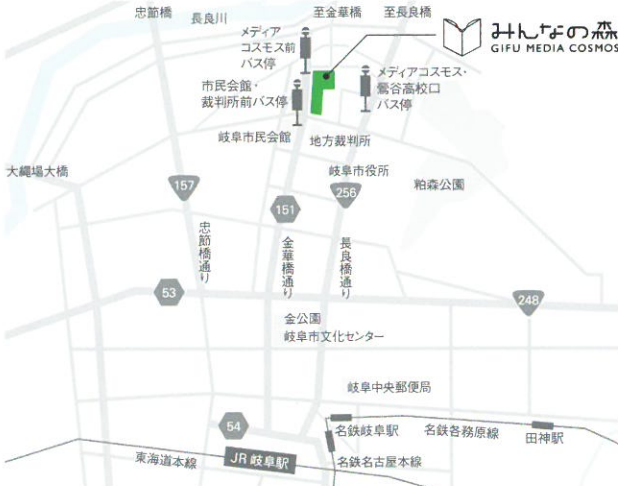 忠節橋
長良川
至金華橋
至長良橋
みんなの森
GIFU MEDIA COSMOS
メディア
コスモス前
バス停
市民会館・
裁判所前バス停
メディアコスモス・
鶯谷高校口
バス停
岐阜市民会館
地方裁判所
大縄場大橋
岐阜市役所
粕森公園
157
151
256
忠節橋通り
金華橋通り
長良橋通り
53
248
金公園
岐阜市文化センター
岐阜中央郵便局
54
名鉄岐阜駅
名鉄各務原線
田神駅
東海道本線
JR 岐阜駅
名鉄名古屋本線